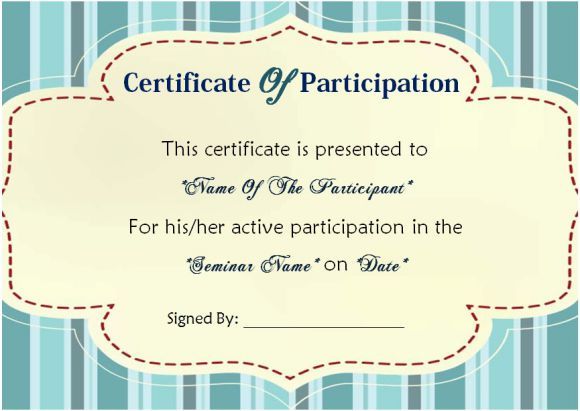 Certificate Of Participation
This certificate is presented to
*Name Of The Participant*
For his/her active participation in the
*Seminar Name* on *Date*
Signed By: ____________________